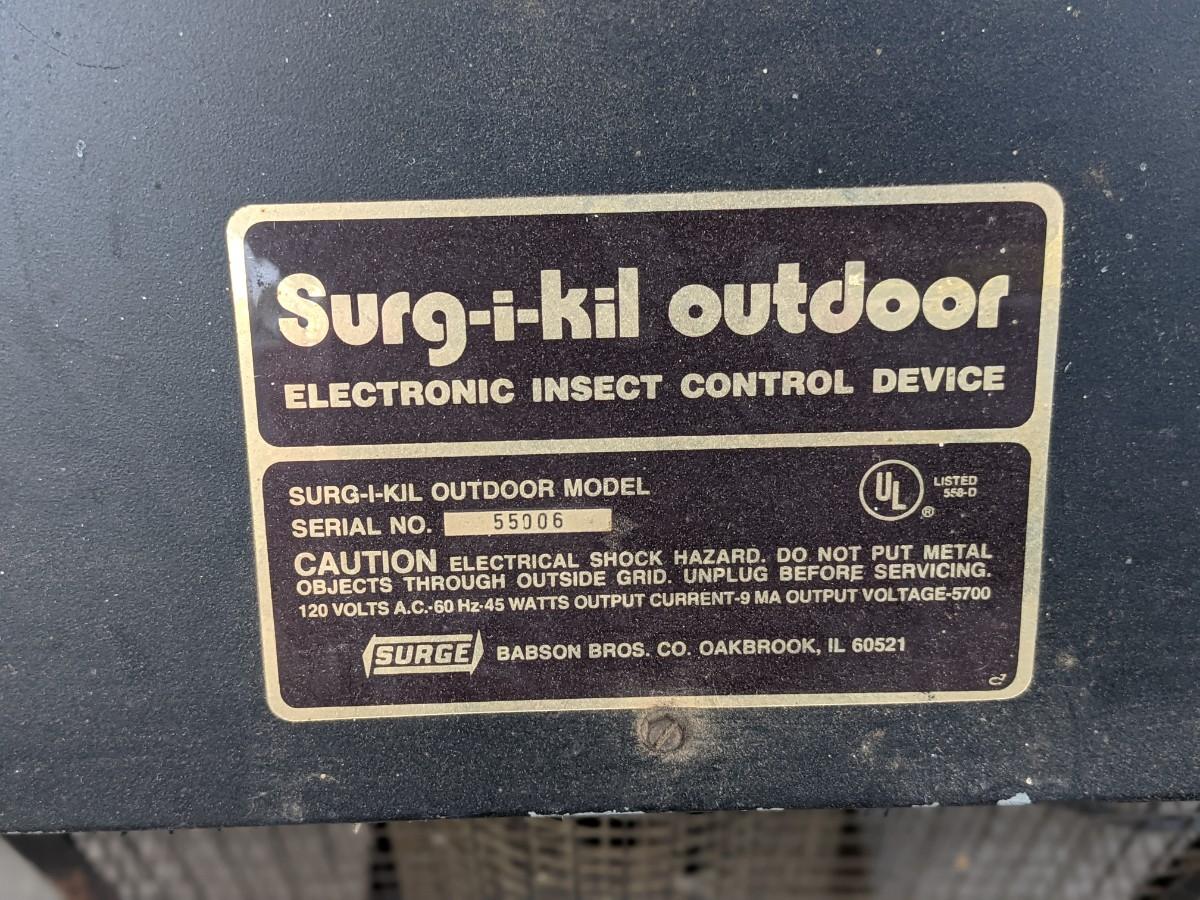 Surg-i-kil outdoor
ELECTRONIC INSECT CONTROL DEVICE
SURG-I-KIL OUTDOOR MODEL
UL LISTED
558-D
®
SERIAL NO. 55006
CAUTION ELECTRICAL SHOCK HAZARD. DO NOT PUT METAL
OBJECTS THROUGH OUTSIDE GRID. UNPLUG BEFORE SERVICING.
120 VOLTS A.C.-60 Hz-45 WATTS OUTPUT CURRENT-9 MA OUTPUT VOLTAGE-5700
SURGE BABSON BROS. CO. OAKBROOK, IL 60521